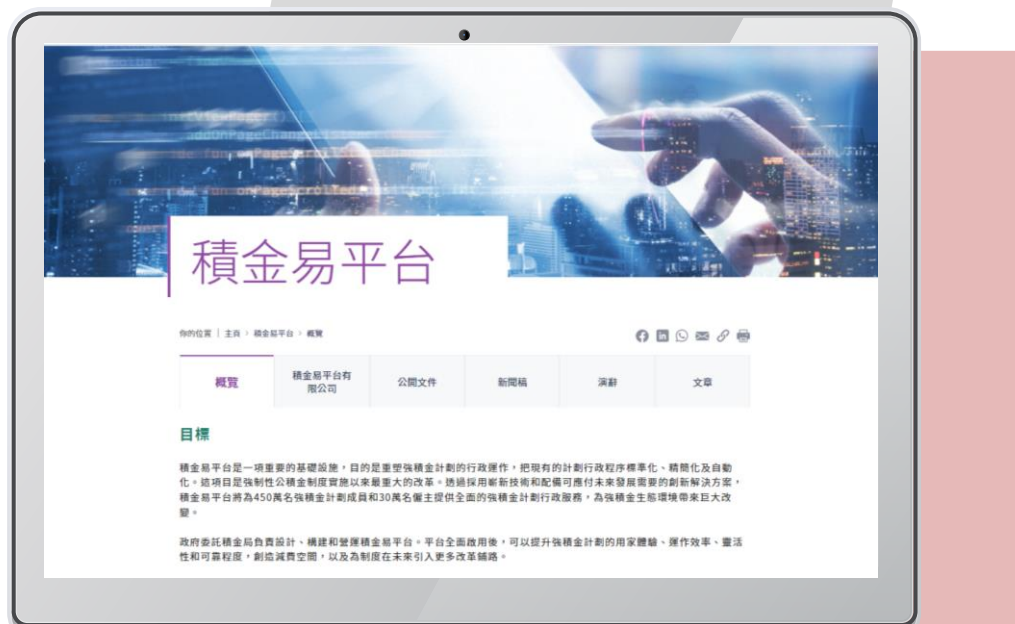 積金易平台
你的位置 | 主頁 > 積金易平台 > 概覽
概覽
積金易平台有
限公司
公開文件
新聞稿
演辭
文章
目標
積金易平台是一項重要的基礎設施，目的是重塑強積金計劃的行政運作，把現有的計劃行政程序標準化、精簡化及自動
化。這項目是強制性公積金制度實施以來最重大的改革。透過採用嶄新技術和配備可應付未來發展需要的創新解決方案，
積金易平台將為450萬名強積金計劃成員和30萬名僱主提供全面的強積金計劃行政服務，為強積金生態環境帶來巨大改
變。
政府委託積金局負責設計、構建和營運積金易平台。平台全面啟用後，可以提升強積金計劃的用家體驗、運作效率、靈活
性和可靠程度，創造減費空間，以及為制度在未來引入更多改革鋪路。